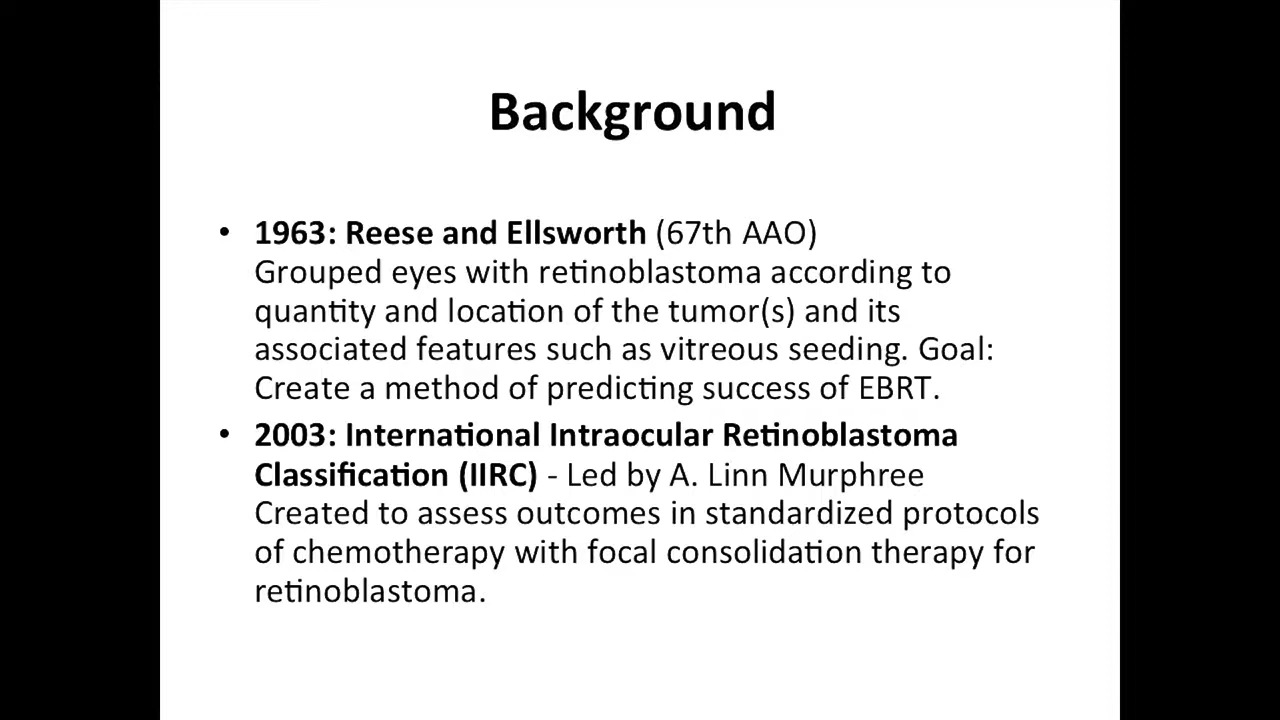 Background
• 1963: Reese and Ellsworth (67th AAO)
Grouped eyes with retinoblastoma according to
quantity and location of the tumor(s) and its
associated features such as vitreous seeding. Goal:
Create a method of predicting success of EBRT.
• 2003: International Intraocular Retinoblastoma
Classification (IIRC) - Led by A. Linn Murphree
Created to assess outcomes in standardized protocols
of chemotherapy with focal consolidation therapy for
retinoblastoma.